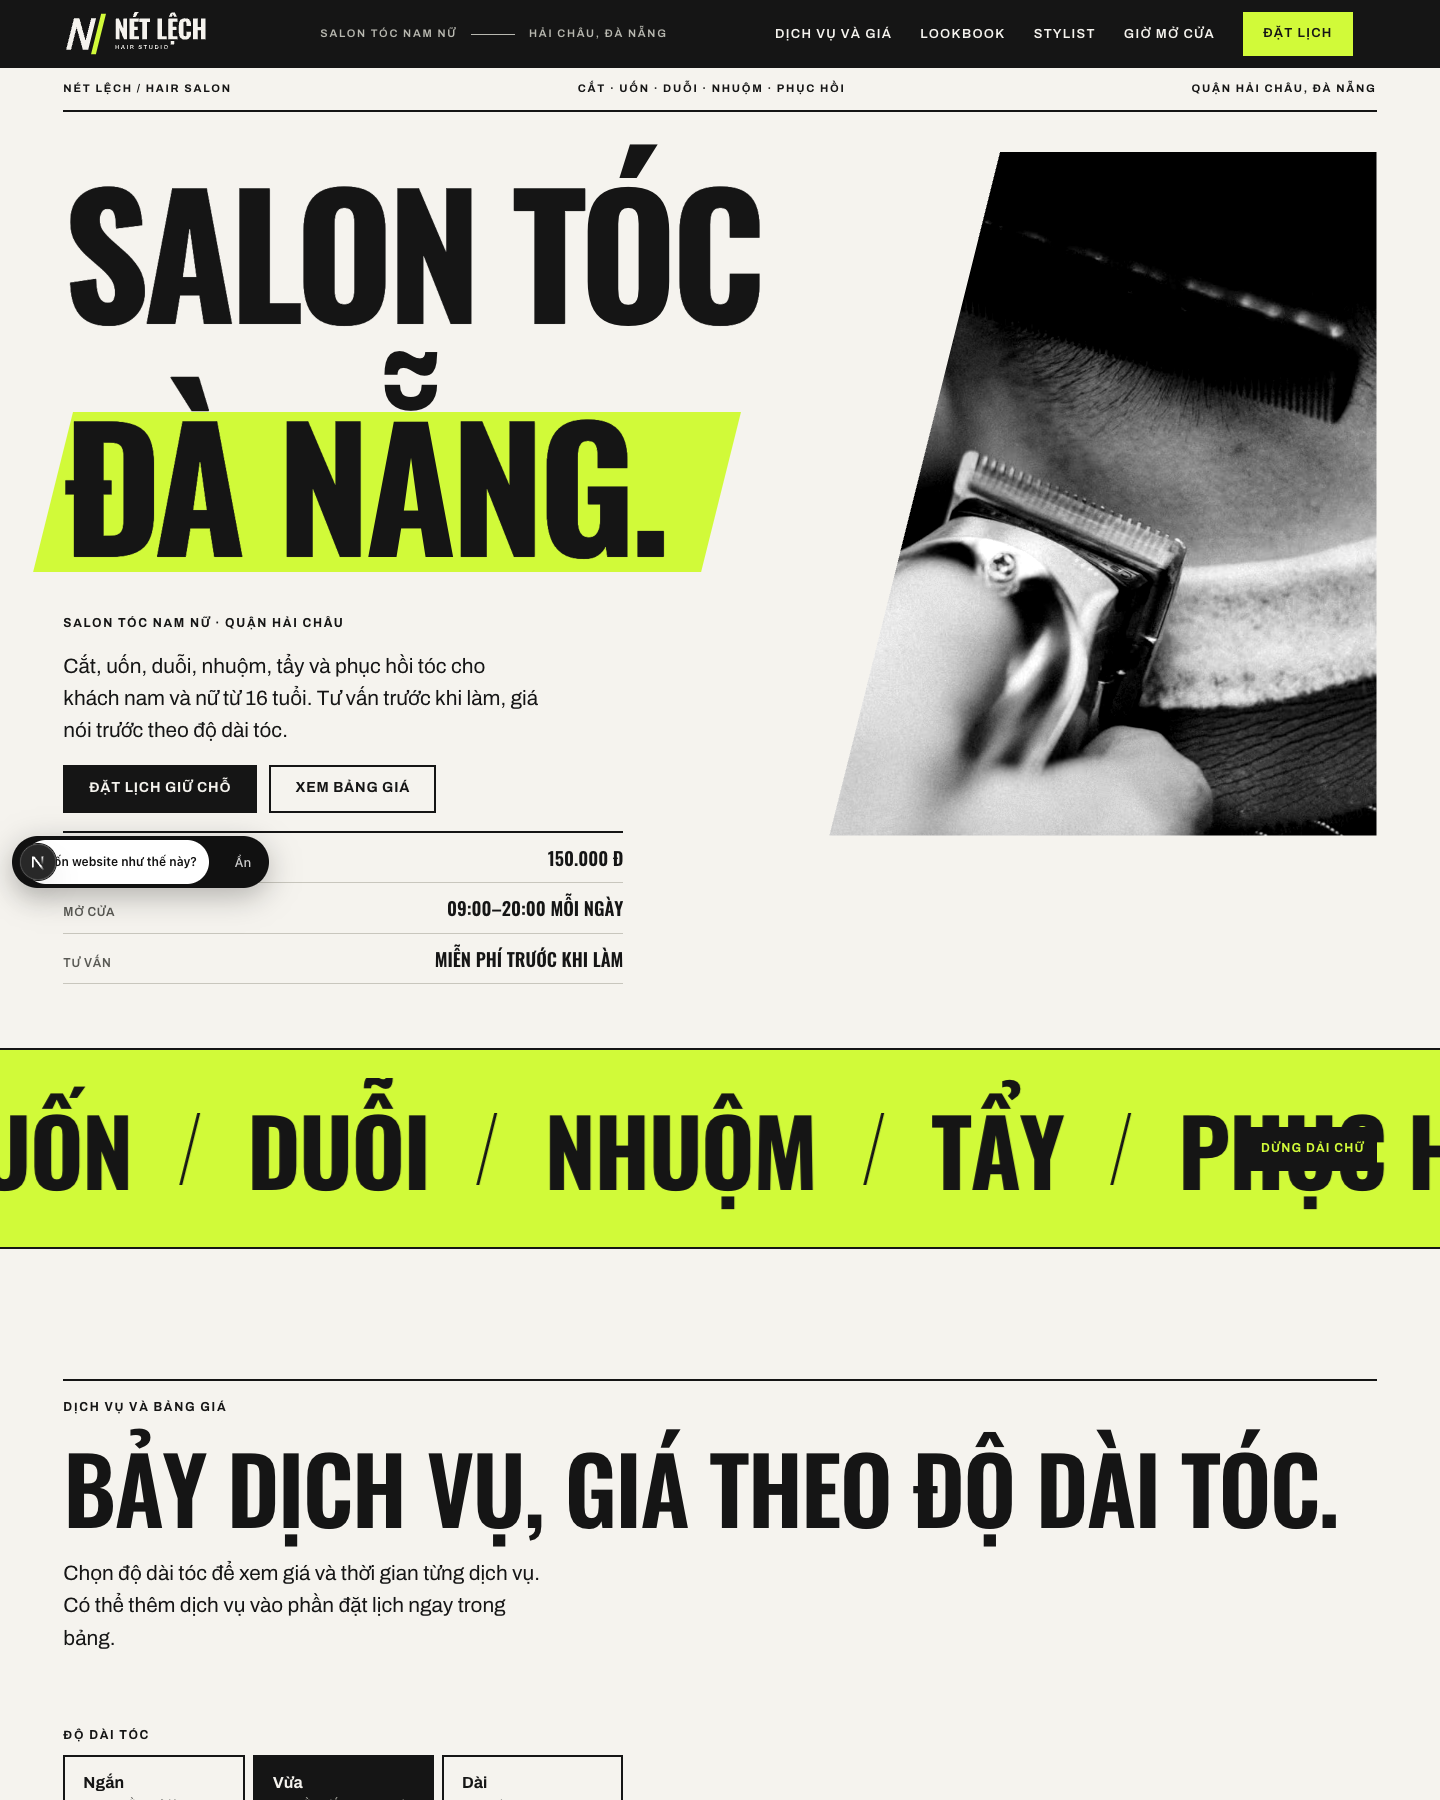 NÉT LỆCH
HAIR STUDIO
SALON TÓC NAM NỮ
HẢI CHÂU, ĐÀ NẴNG
DỊCH VỤ VÀ GIÁ
LOOKBOOK
STYLIST
GIỜ MỞ CỬA
ĐẶT LỊCH
NÉT LỆCH / HAIR SALON
CẮT · UỐN · DUỖI · NHUỘM · PHỤC HỒI
QUẬN HẢI CHÂU, ĐÀ NẴNG
SALON TÓC
ĐÀ NẴNG.
SALON TÓC NAM NỮ · QUẬN HẢI CHÂU
Cắt, uốn, duỗi, nhuộm, tẩy và phục hồi tóc cho
khách nam và nữ từ 16 tuổi. Tư vấn trước khi làm, giá
nói trước theo độ dài tóc.
ĐẶT LỊCH GIỮ CHỖ
XEM BẢNG GIÁ
website như thế này?
Ẩn
150.000 Đ
MỞ CỬA
09:00–20:00 MỖI NGÀY
TƯ VẤN
MIỄN PHÍ TRƯỚC KHI LÀM
UỐN / DUỖI / NHUỘM / TẨY / PHỤC H
DỪNG DẢI CHỮ
DỊCH VỤ VÀ BẢNG GIÁ
BẢY DỊCH VỤ, GIÁ THEO ĐỘ DÀI TÓC.
Chọn độ dài tóc để xem giá và thời gian từng dịch vụ.
Có thể thêm dịch vụ vào phần đặt lịch ngay trong
bảng.
ĐỘ DÀI TÓC
Ngắn
Vừa
Dài